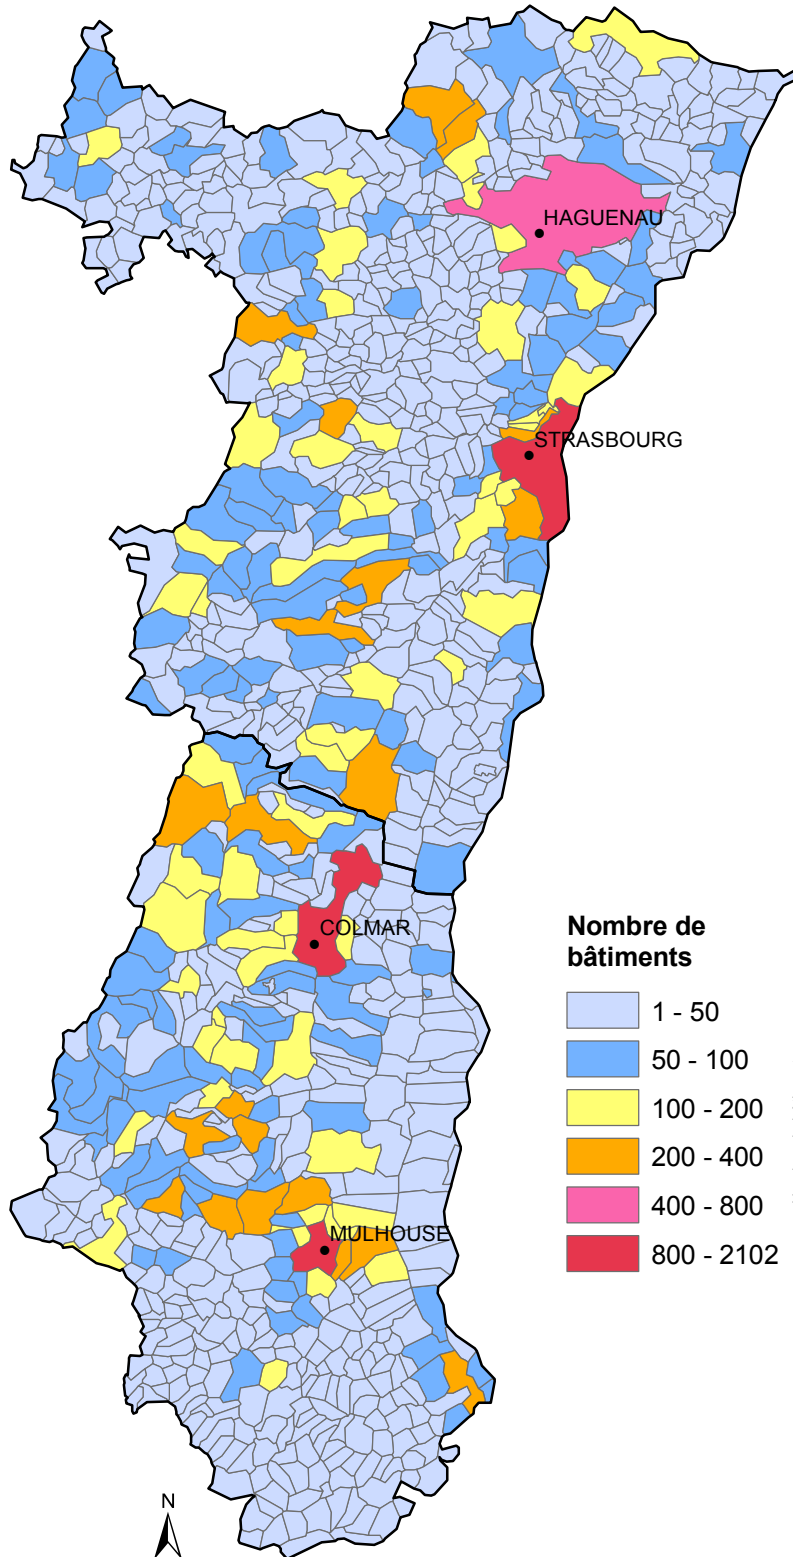 HAGUENAU
STRASBOURG
COLMAR
MULHOUSE
Nombre de
bâtiments
1 - 50
50 - 100
100 - 200
200 - 400
400 - 800
800 - 2102
N